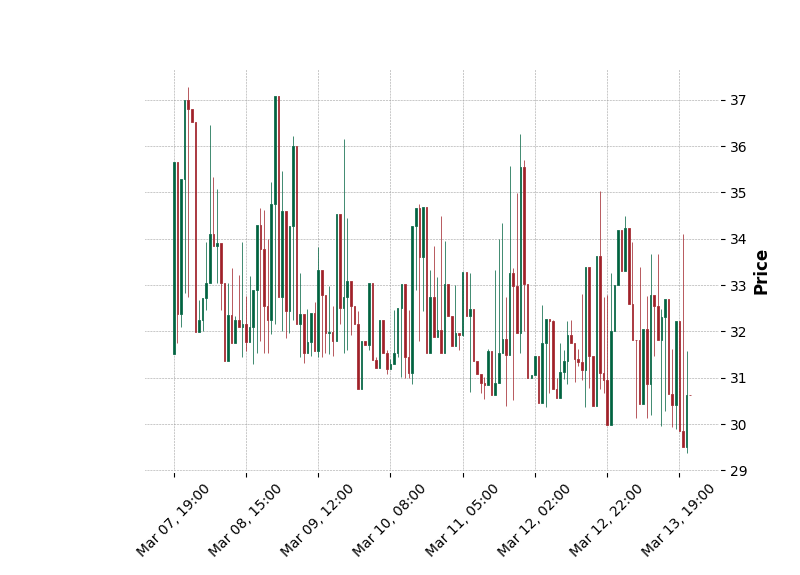 37
36
35
34
33
32
31
30
29
Price
Mar 07, 19:00
Mar 08, 15:00
Mar 09, 12:00
Mar 10, 08:00
Mar 11, 05:00
Mar 12, 02:00
Mar 12, 22:00
Mar 13, 19:00